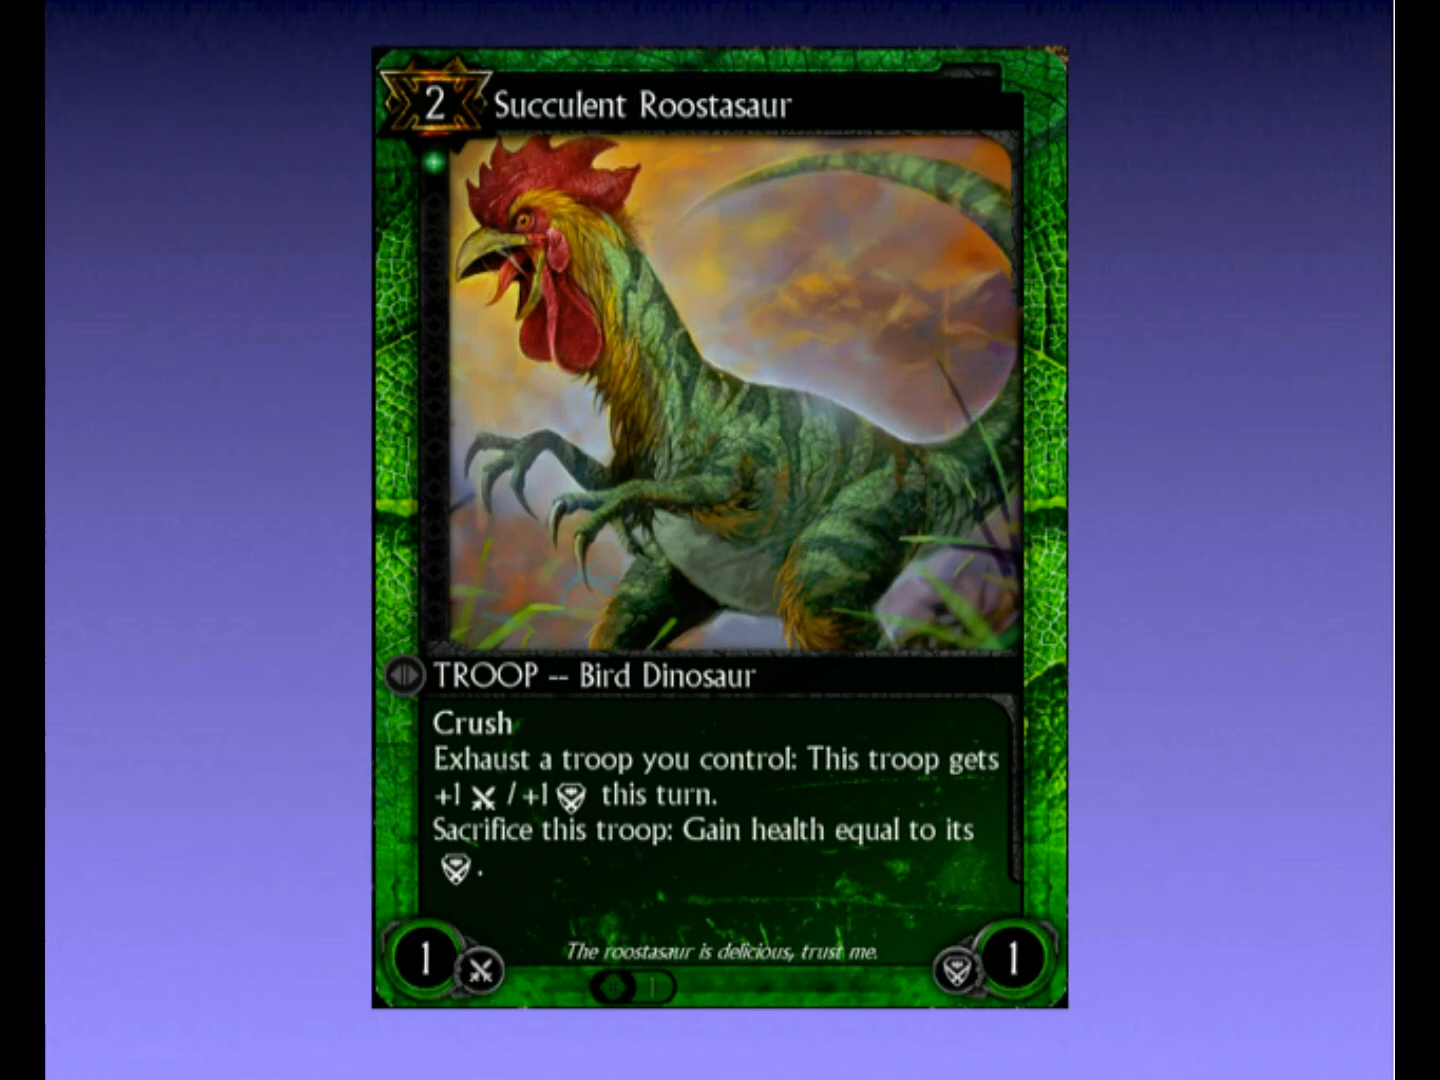 2
Succulent Roostasaur
TROOP -- Bird Dinosaur
Crush
Exhaust a troop you control: This troop gets
+1 / +1 this turn.
Sacrifice this troop: Gain health equal to its
.
The roostasaur is delicious, trust me.
1
1
1